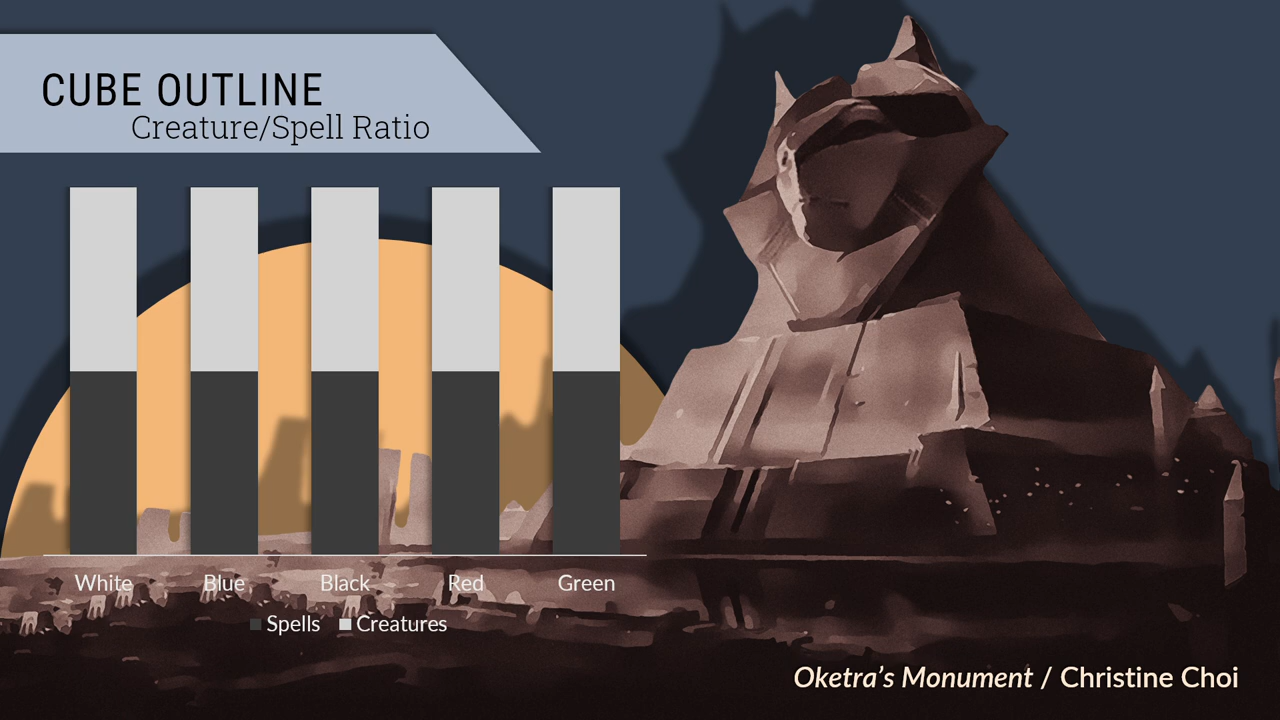 CUBE OUTLINE
Creature/Spell Ratio
White Blue Black Red Green
Spells Creatures
Oketra’s Monument / Christine Choi